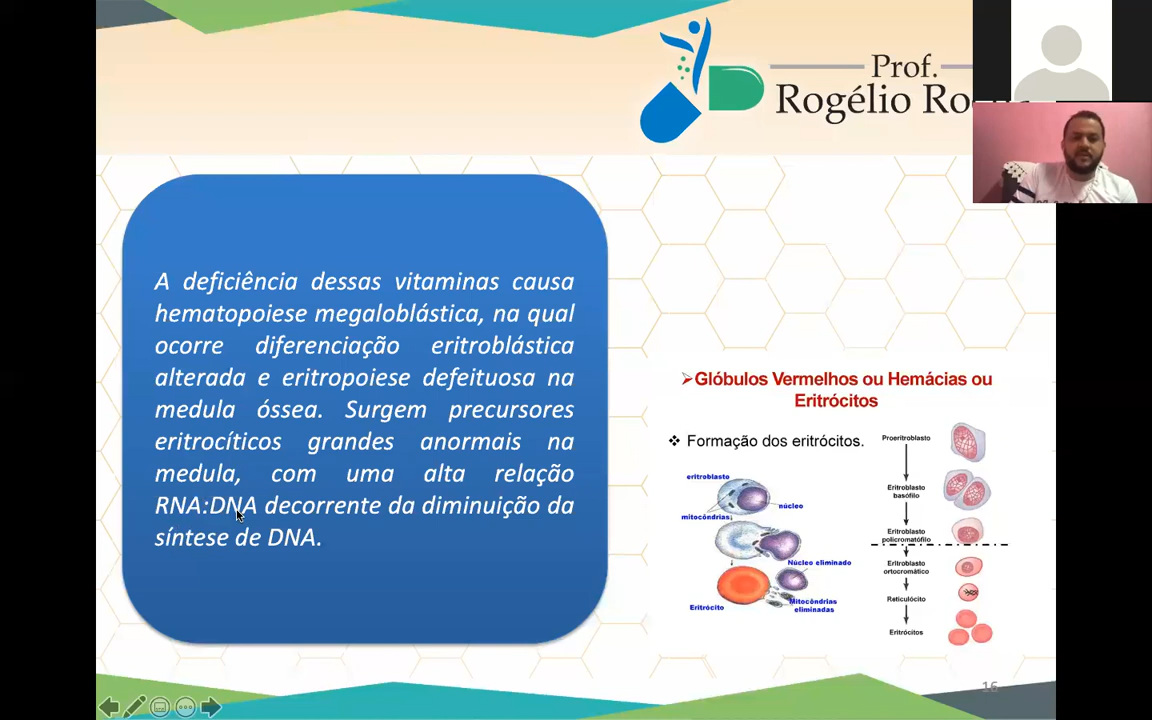 Prof.
Rogélio Ro
A deficiência dessas vitaminas causa
hematopoiese megaloblástica, na qual
ocorre diferenciação eritroblástica
alterada e eritropoiese defeituosa na
medula óssea. Surgem precursores
eritrocíticos grandes anormais na
medula, com uma alta relação
RNA:DNA decorrente da diminuição da
síntese de DNA.
➢Glóbulos Vermelhos ou Hemácias ou
Eritrócitos
❖ Formação dos eritrócitos.
eritroblasto
núcleo
mitocôndrias
Núcleo eliminado
Mitocôndrias
eliminadas
Eritrócito
Proeritroblasto
Eritroblasto
basófilo
Eritroblasto
policromatófilo
Eritroblasto
ortocromático
Reticulócito
Eritrócitos
16